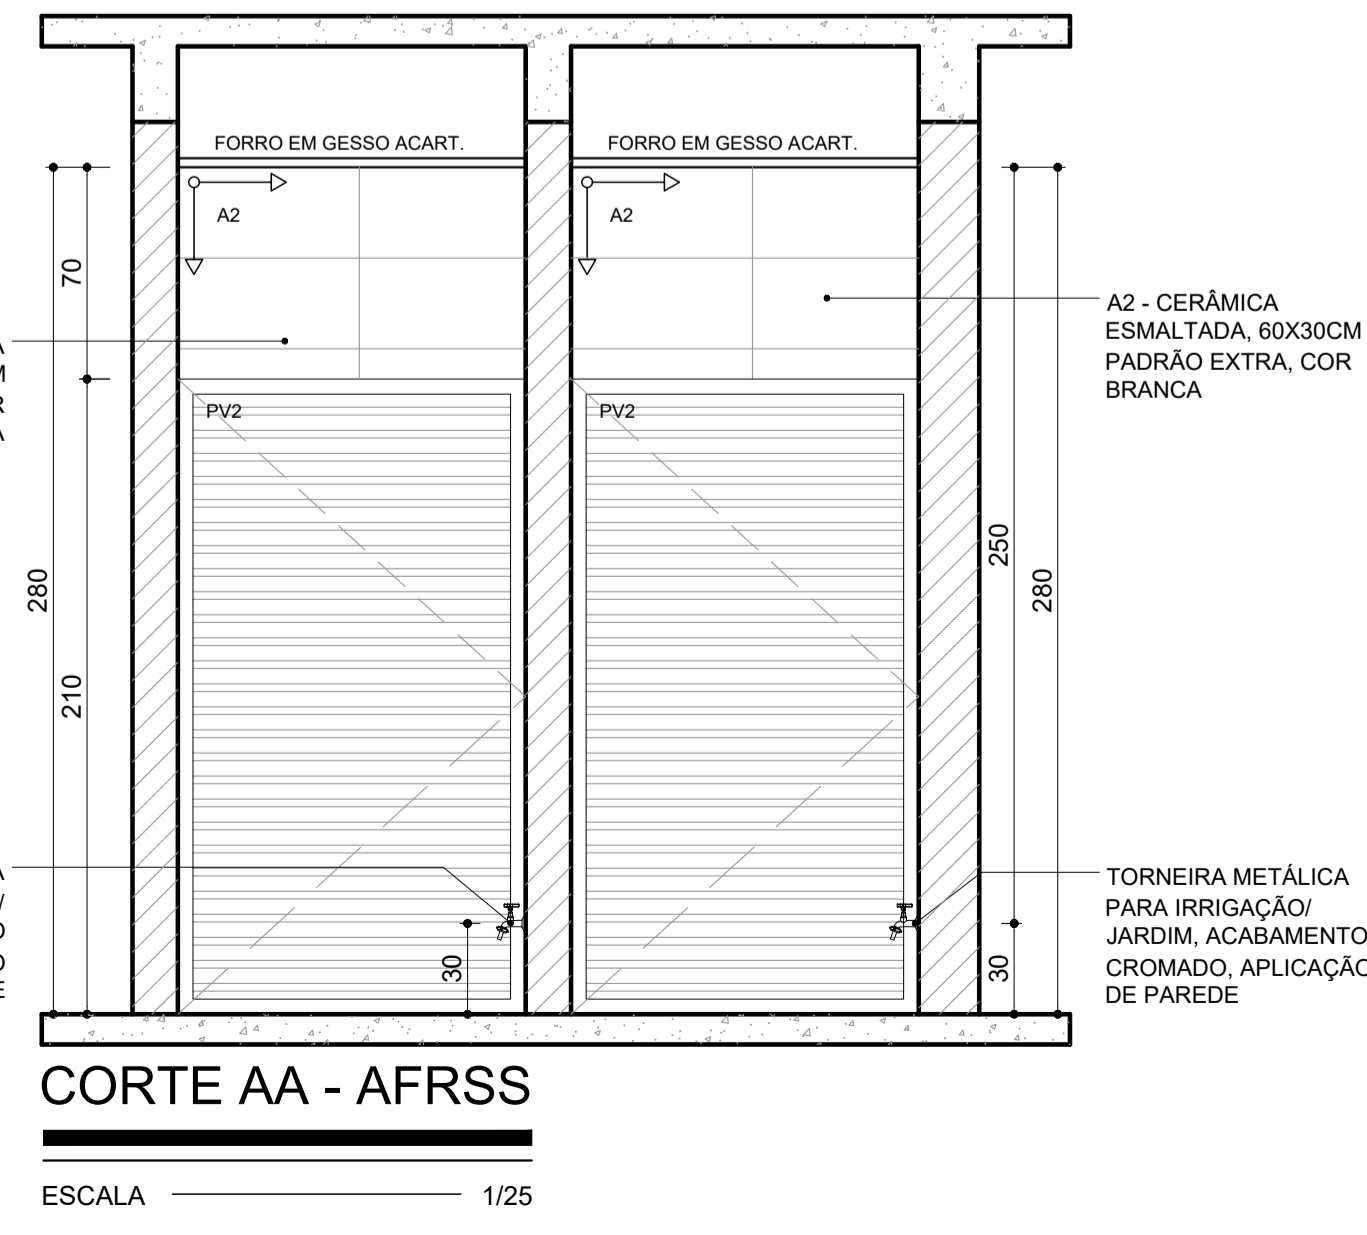 FORRO EM GESSO ACART.
FORRO EM GESSO ACART.
A2
A2
70
A
M
R
A
A2 - CERÂMICA
ESMALTADA, 60X30CM
PADRÃO EXTRA, COR
BRANCA
PV2
PV2
280
210
250
280
A
/
O
O
E
30
30
TORNEIRA METÁLICA
PARA IRRIGAÇÃO/
JARDIM, ACABAMENTO
CROMADO, APLICAÇÃO
DE PAREDE
CORTE AA - AFRSS
ESCALA 1/25